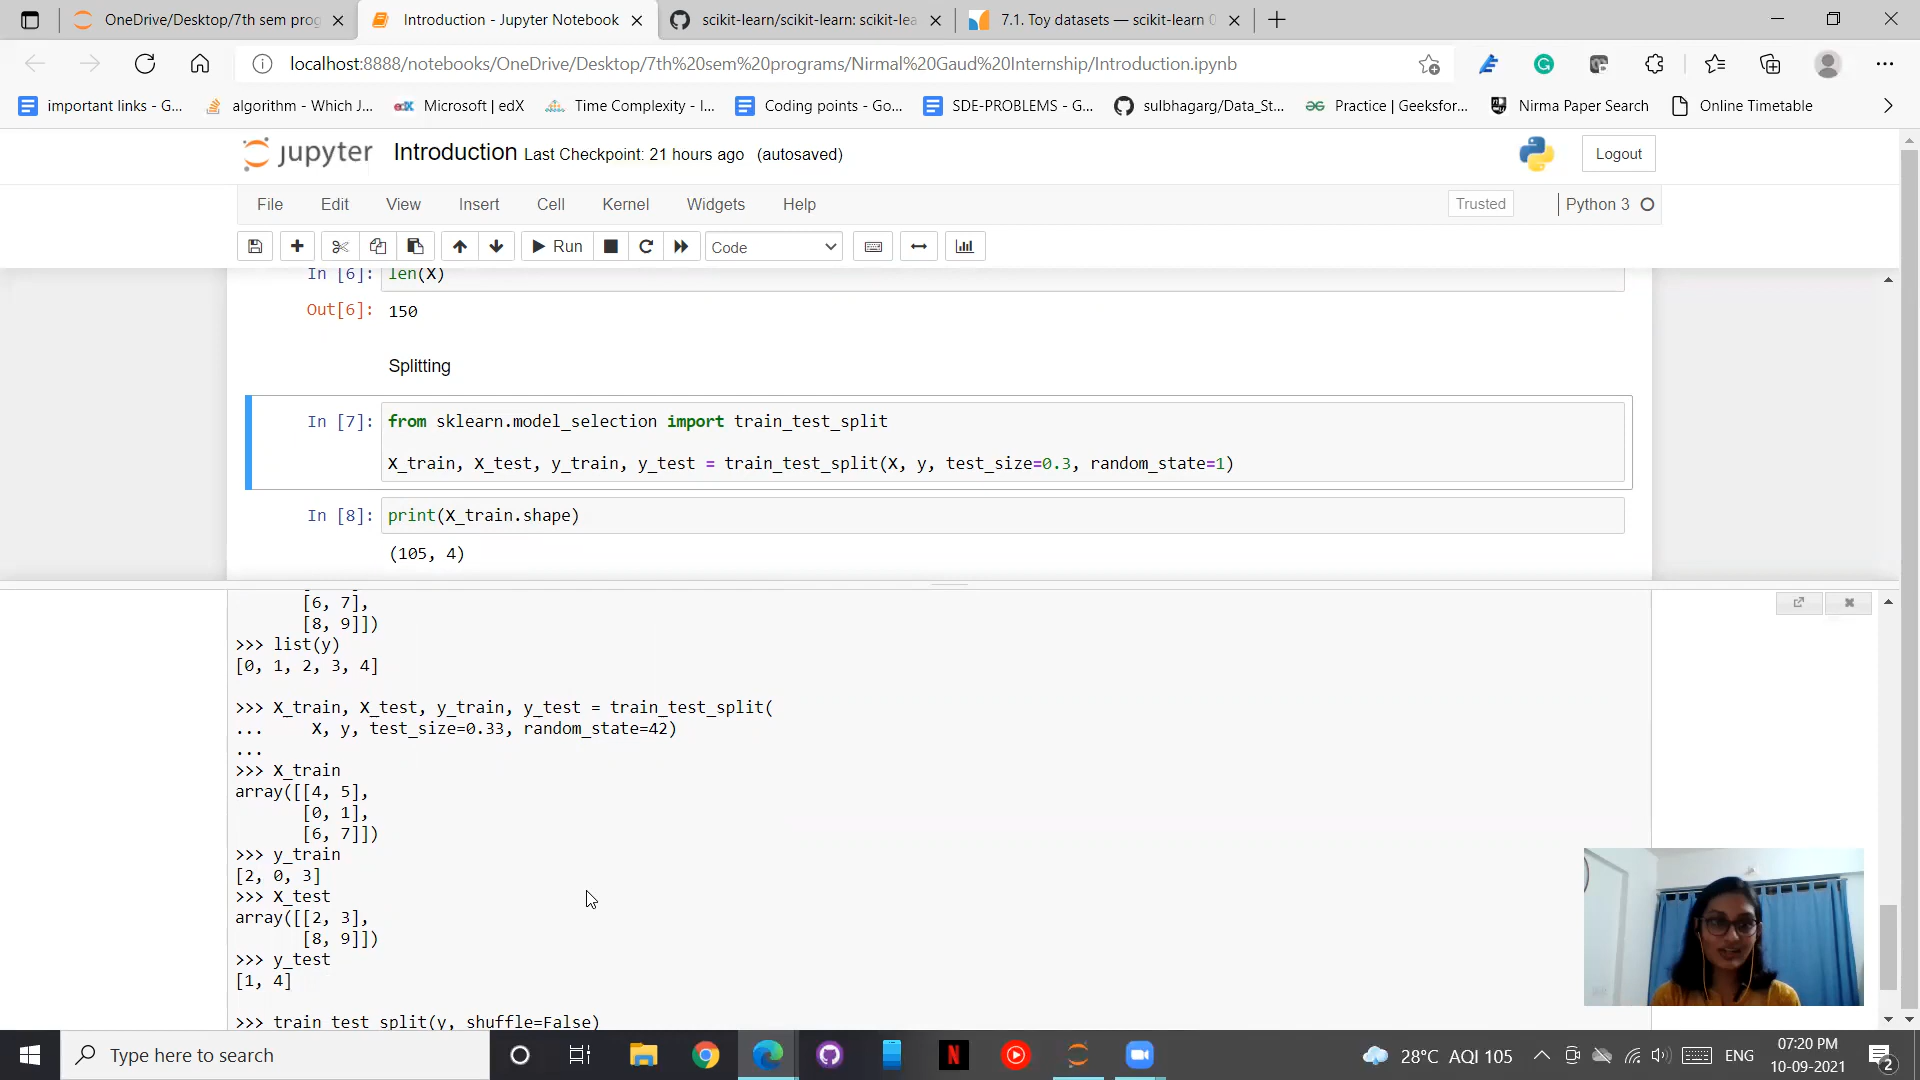 OneDrive/Desktop/7th sem prog
Introduction - Jupyter Notebook
scikit-learn/scikit-learn: scikit-lea
7.1. Toy datasets — scikit-learn 0
localhost:8888/notebooks/OneDrive/Desktop/7th%20sem%20programs/Nirmal%20Gaud%20Internship/Introduction.ipynb
important links - G...
algorithm - Which J...
edX
Microsoft | edX
Time Complexity - I...
Coding points - Go...
SDE-PROBLEMS - G...
sulbhagarg/Data_St...
Practice | Geeksfor...
Nirma Paper Search
Online Timetable
jupyter Introduction Last Checkpoint: 21 hours ago (autosaved)
Logout
File Edit View Insert Cell Kernel Widgets Help
Trusted
Python 3
Run
Code
In [6]: len(X)
Out[6]: 150
Splitting
In [7]: from sklearn.model_selection import train_test_split
X_train, X_test, y_train, y_test = train_test_split(X, y, test_size=0.3, random_state=1)
In [8]: print(X_train.shape)
(105, 4)
[6, 7],
[8, 9]])
>>> list(y)
[0, 1, 2, 3, 4]
>>> X_train, X_test, y_train, y_test = train_test_split(
...     X, y, test_size=0.33, random_state=42)
...
>>> X_train
array([[4, 5],
[0, 1],
[6, 7]])
>>> y_train
[2, 0, 3]
>>> X_test
array([[2, 3],
[8, 9]])
>>> y_test
[1, 4]
>>> train_test_split(y, shuffle=False)
Type here to search
28°C AQI 105
ENG
07:20 PM
10-09-2021
2